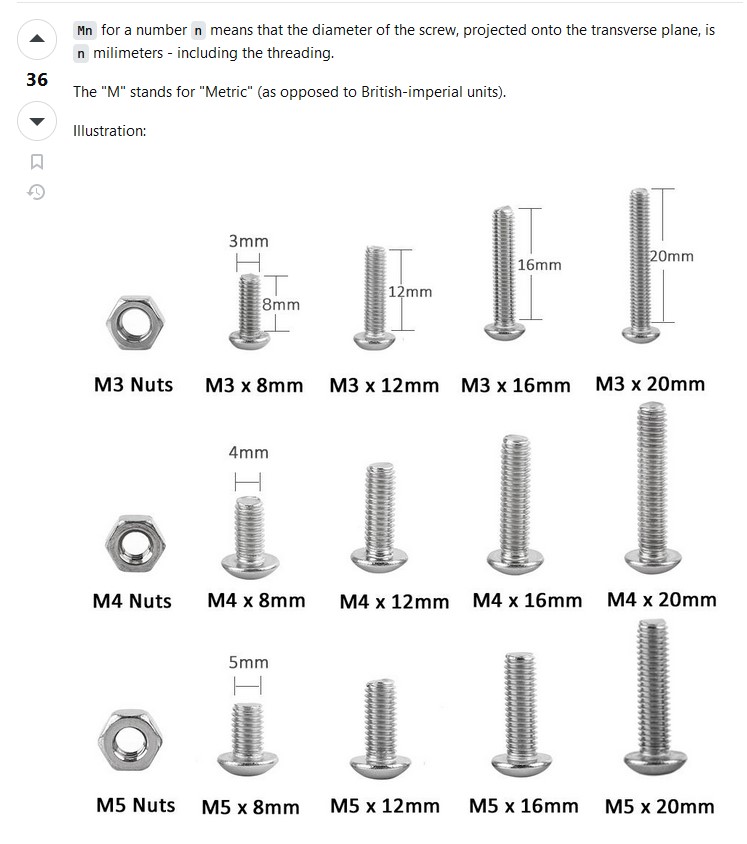 Mn for a number n means that the diameter of the screw, projected onto the transverse plane, is
n milimeters - including the threading.
36
The "M" stands for "Metric" (as opposed to British-imperial units).
Illustration:
3mm
8mm
12mm
16mm
20mm
M3 Nuts M3 x 8mm M3 x 12mm M3 x 16mm M3 x 20mm
4mm
M4 Nuts M4 x 8mm M4 x 12mm M4 x 16mm M4 x 20mm
5mm
M5 Nuts M5 x 8mm M5 x 12mm M5 x 16mm M5 x 20mm